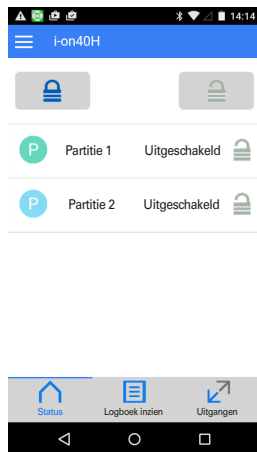 14:14
i-on40H
P Partitie 1 Uitgeschakeld
P Partitie 2 Uitgeschakeld
Status Logboek inzien Uitgangen